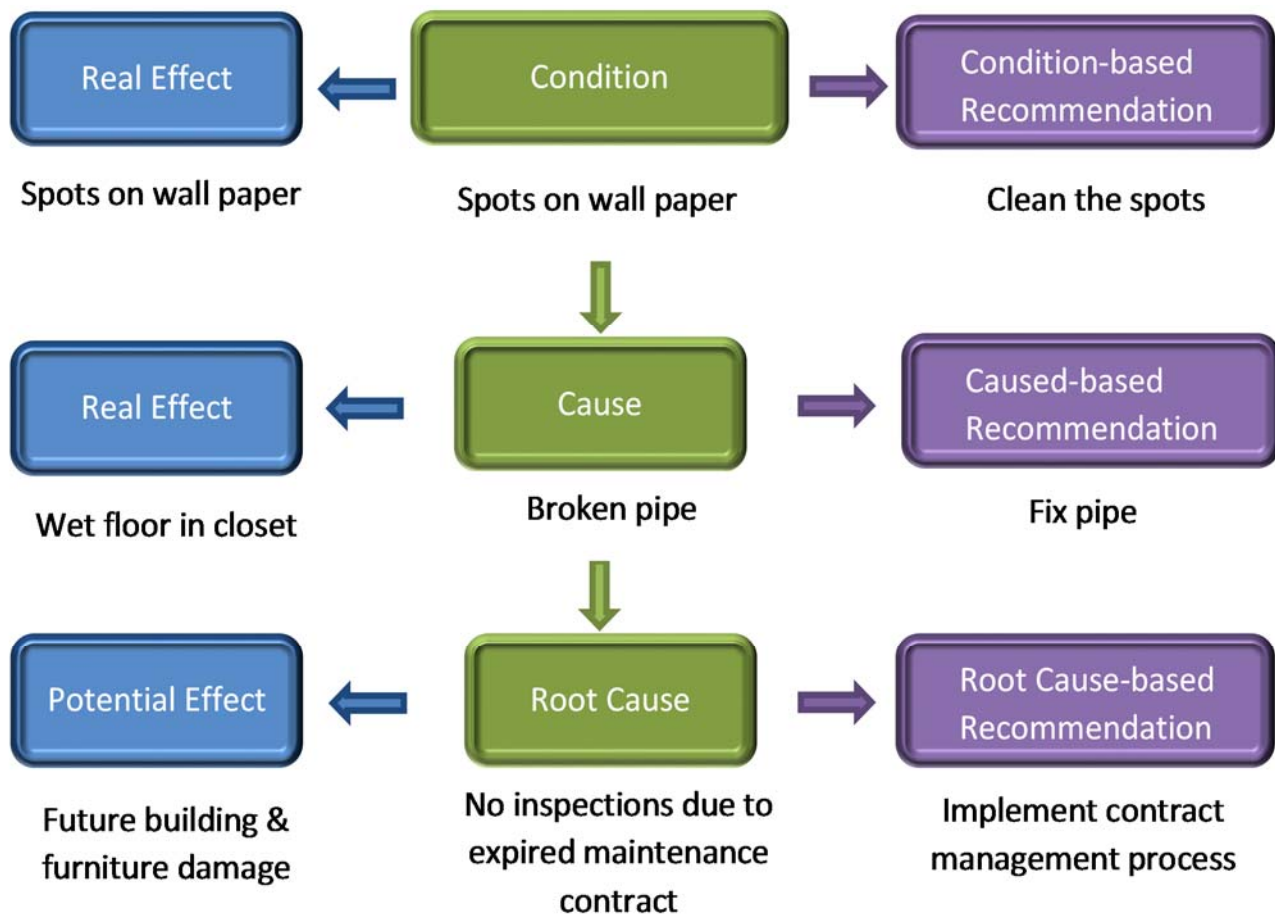 Real Effect
Condition
Condition-based
Recommendation
Spots on wall paper
Spots on wall paper
Clean the spots
Real Effect
Cause
Caused-based
Recommendation
Wet floor in closet
Broken pipe
Fix pipe
Potential Effect
Root Cause
Root Cause-based
Recommendation
Future building &
furniture damage
No inspections due to
expired maintenance
contract
Implement contract
management process